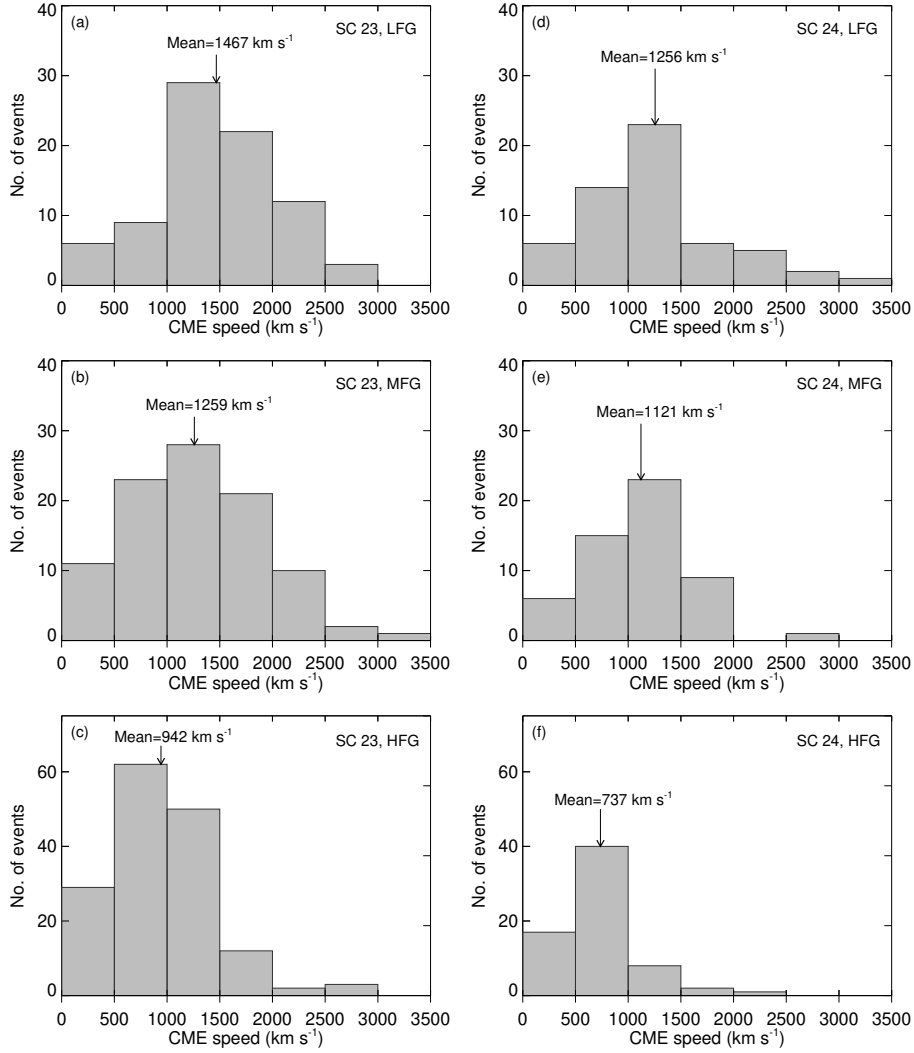 (a)
SC 23, LFG
Mean=1467 km s⁻¹
40
30
20
10
0
No. of events
0 500 1000 1500 2000 2500 3000 3500
CME speed (km s⁻¹)
(d)
SC 24, LFG
Mean=1256 km s⁻¹
40
30
20
10
0
No. of events
0 500 1000 1500 2000 2500 3000 3500
CME speed (km s⁻¹)
(b)
SC 23, MFG
Mean=1259 km s⁻¹
40
30
20
10
0
No. of events
0 500 1000 1500 2000 2500 3000 3500
CME speed (km s⁻¹)
(e)
SC 24, MFG
Mean=1121 km s⁻¹
40
30
20
10
0
No. of events
0 500 1000 1500 2000 2500 3000 3500
CME speed (km s⁻¹)
(c)
SC 23, HFG
Mean=942 km s⁻¹
60
40
20
0
No. of events
0 500 1000 1500 2000 2500 3000 3500
CME speed (km s⁻¹)
(f)
SC 24, HFG
Mean=737 km s⁻¹
60
40
20
0
No. of events
0 500 1000 1500 2000 2500 3000 3500
CME speed (km s⁻¹)